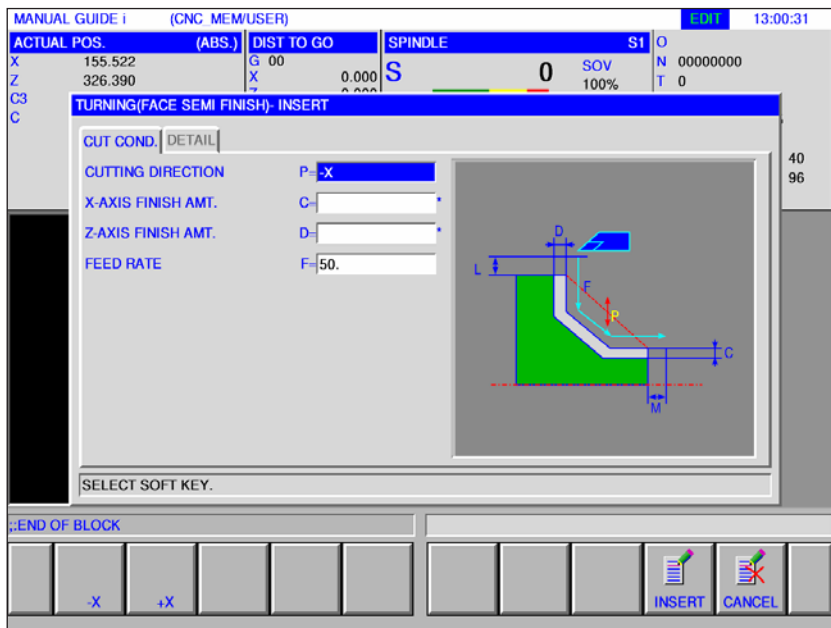 MANUAL GUIDE i (CNC_MEM/USER) EDIT 13:00:31
ACTUAL POS. (ABS.) DIST TO GO SPINDLE S1 O
X 155.522 G 00 S 0 SOV N 00000000
Z 326.390 X 0.000 100% T 0
C3
C
40
96
TURNING(FACE SEMI FINISH)- INSERT
CUT COND. DETAIL
CUTTING DIRECTION P=-X
X-AXIS FINISH AMT. C= *
Z-AXIS FINISH AMT. D= *
FEED RATE F=50.
D
L
F
P
C
M
SELECT SOFT KEY.
;:END OF BLOCK
-X +X INSERT CANCEL